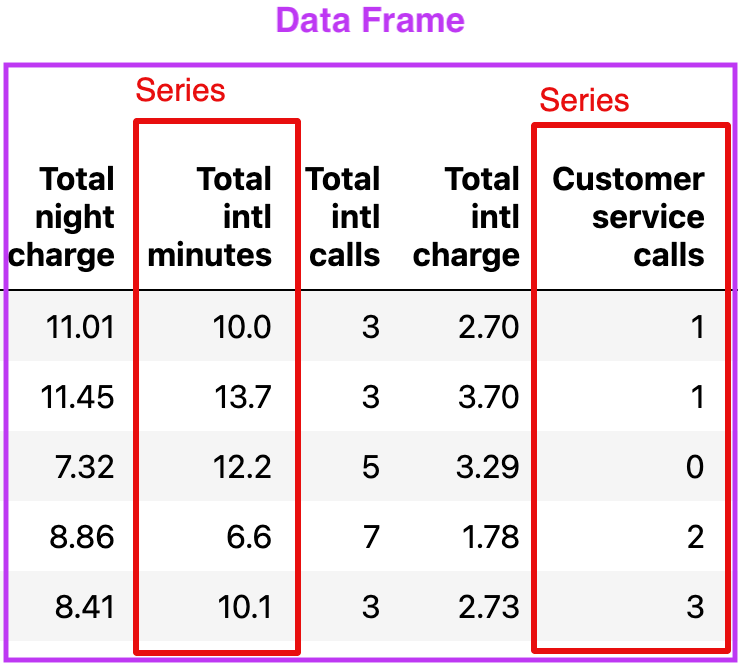 Data Frame
Series
Series
Total Total Total Total Customer
night intl intl intl service
charge minutes calls charge calls
11.01 10.0 3 2.70 1
11.45 13.7 3 3.70 1
7.32 12.2 5 3.29 0
8.86 6.6 7 1.78 2
8.41 10.1 3 2.73 3